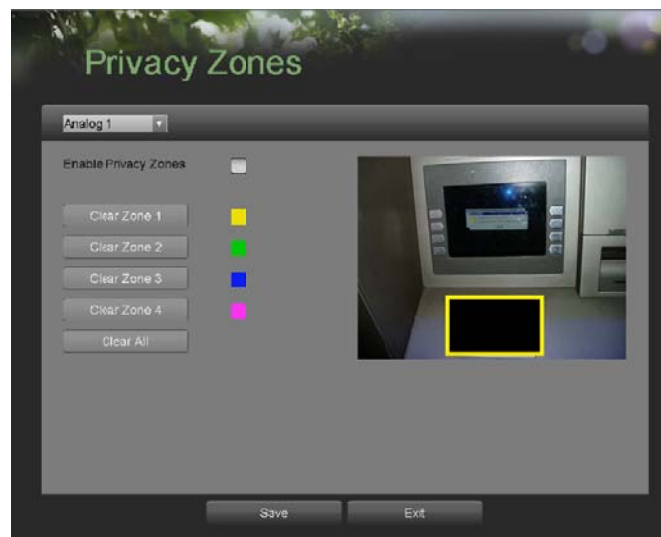 Privacy Zones
Analog 1
Enable Privacy Zones
Clear Zone 1
Clear Zone 2
Clear Zone 3
Clear Zone 4
Clear All
Save
Exit